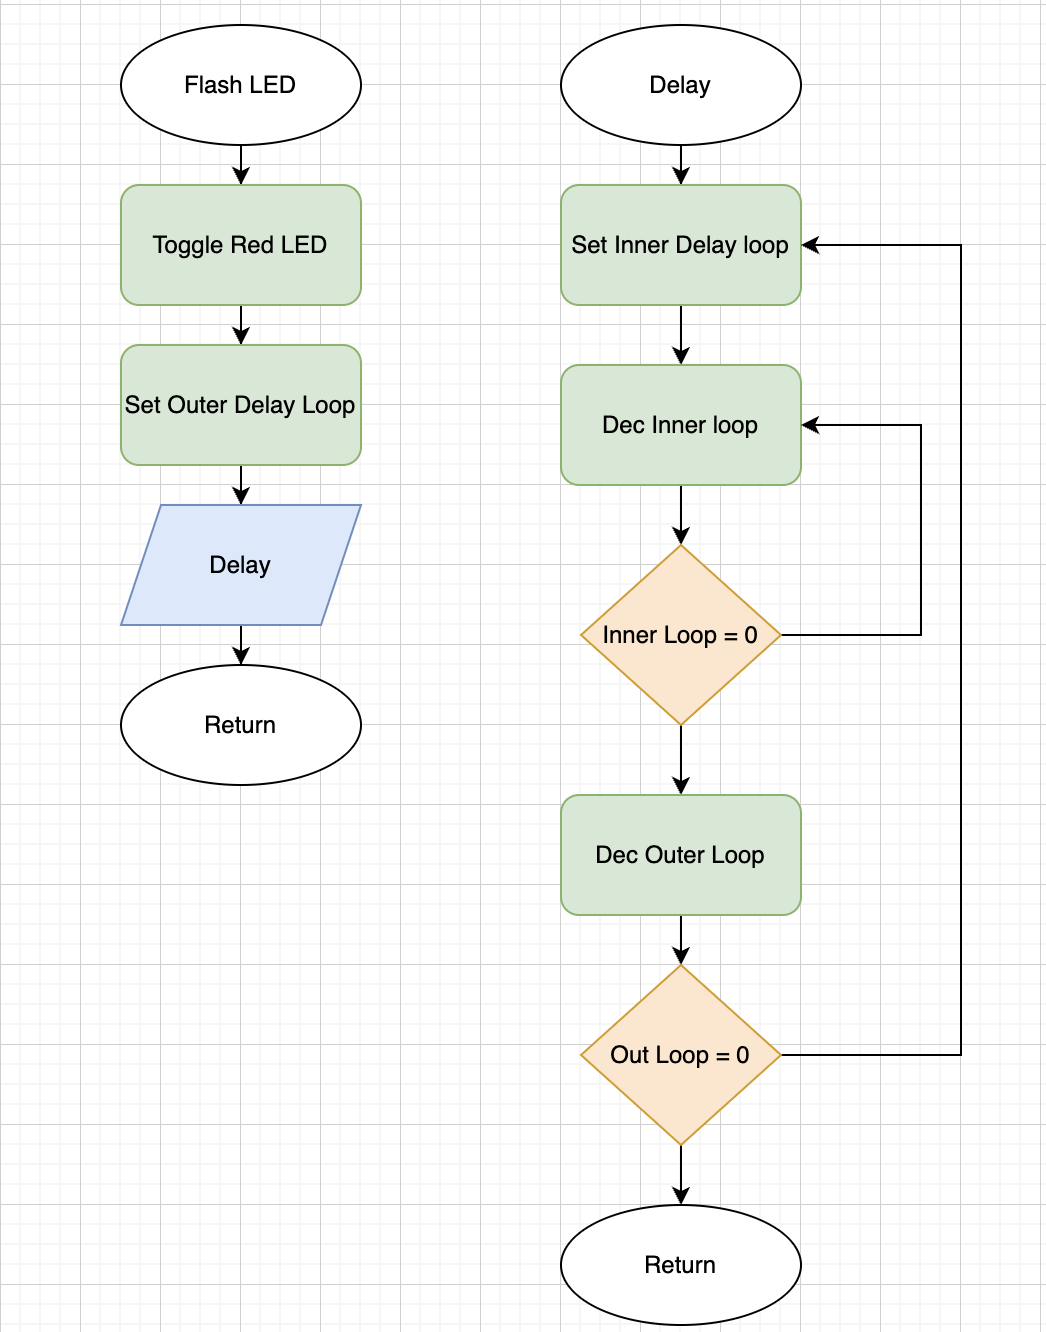 Flash LED
Toggle Red LED
Set Outer Delay Loop
Delay
Return
Delay
Set Inner Delay loop
Dec Inner loop
Inner Loop = 0
Dec Outer Loop
Out Loop = 0
Return